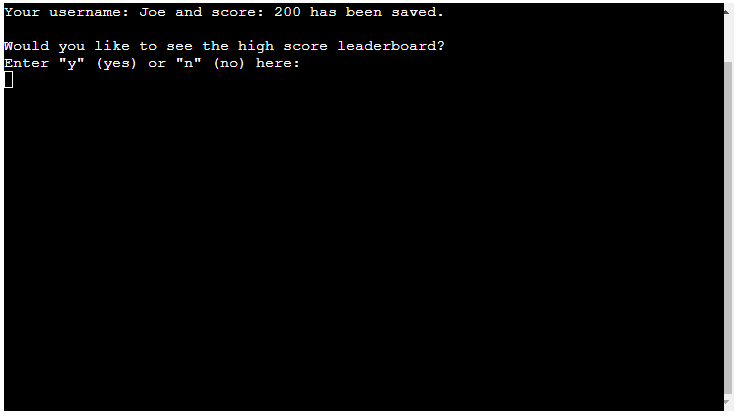 Your username: Joe and score: 200 has been saved.
Would you like to see the high score leaderboard?
Enter "y" (yes) or "n" (no) here: